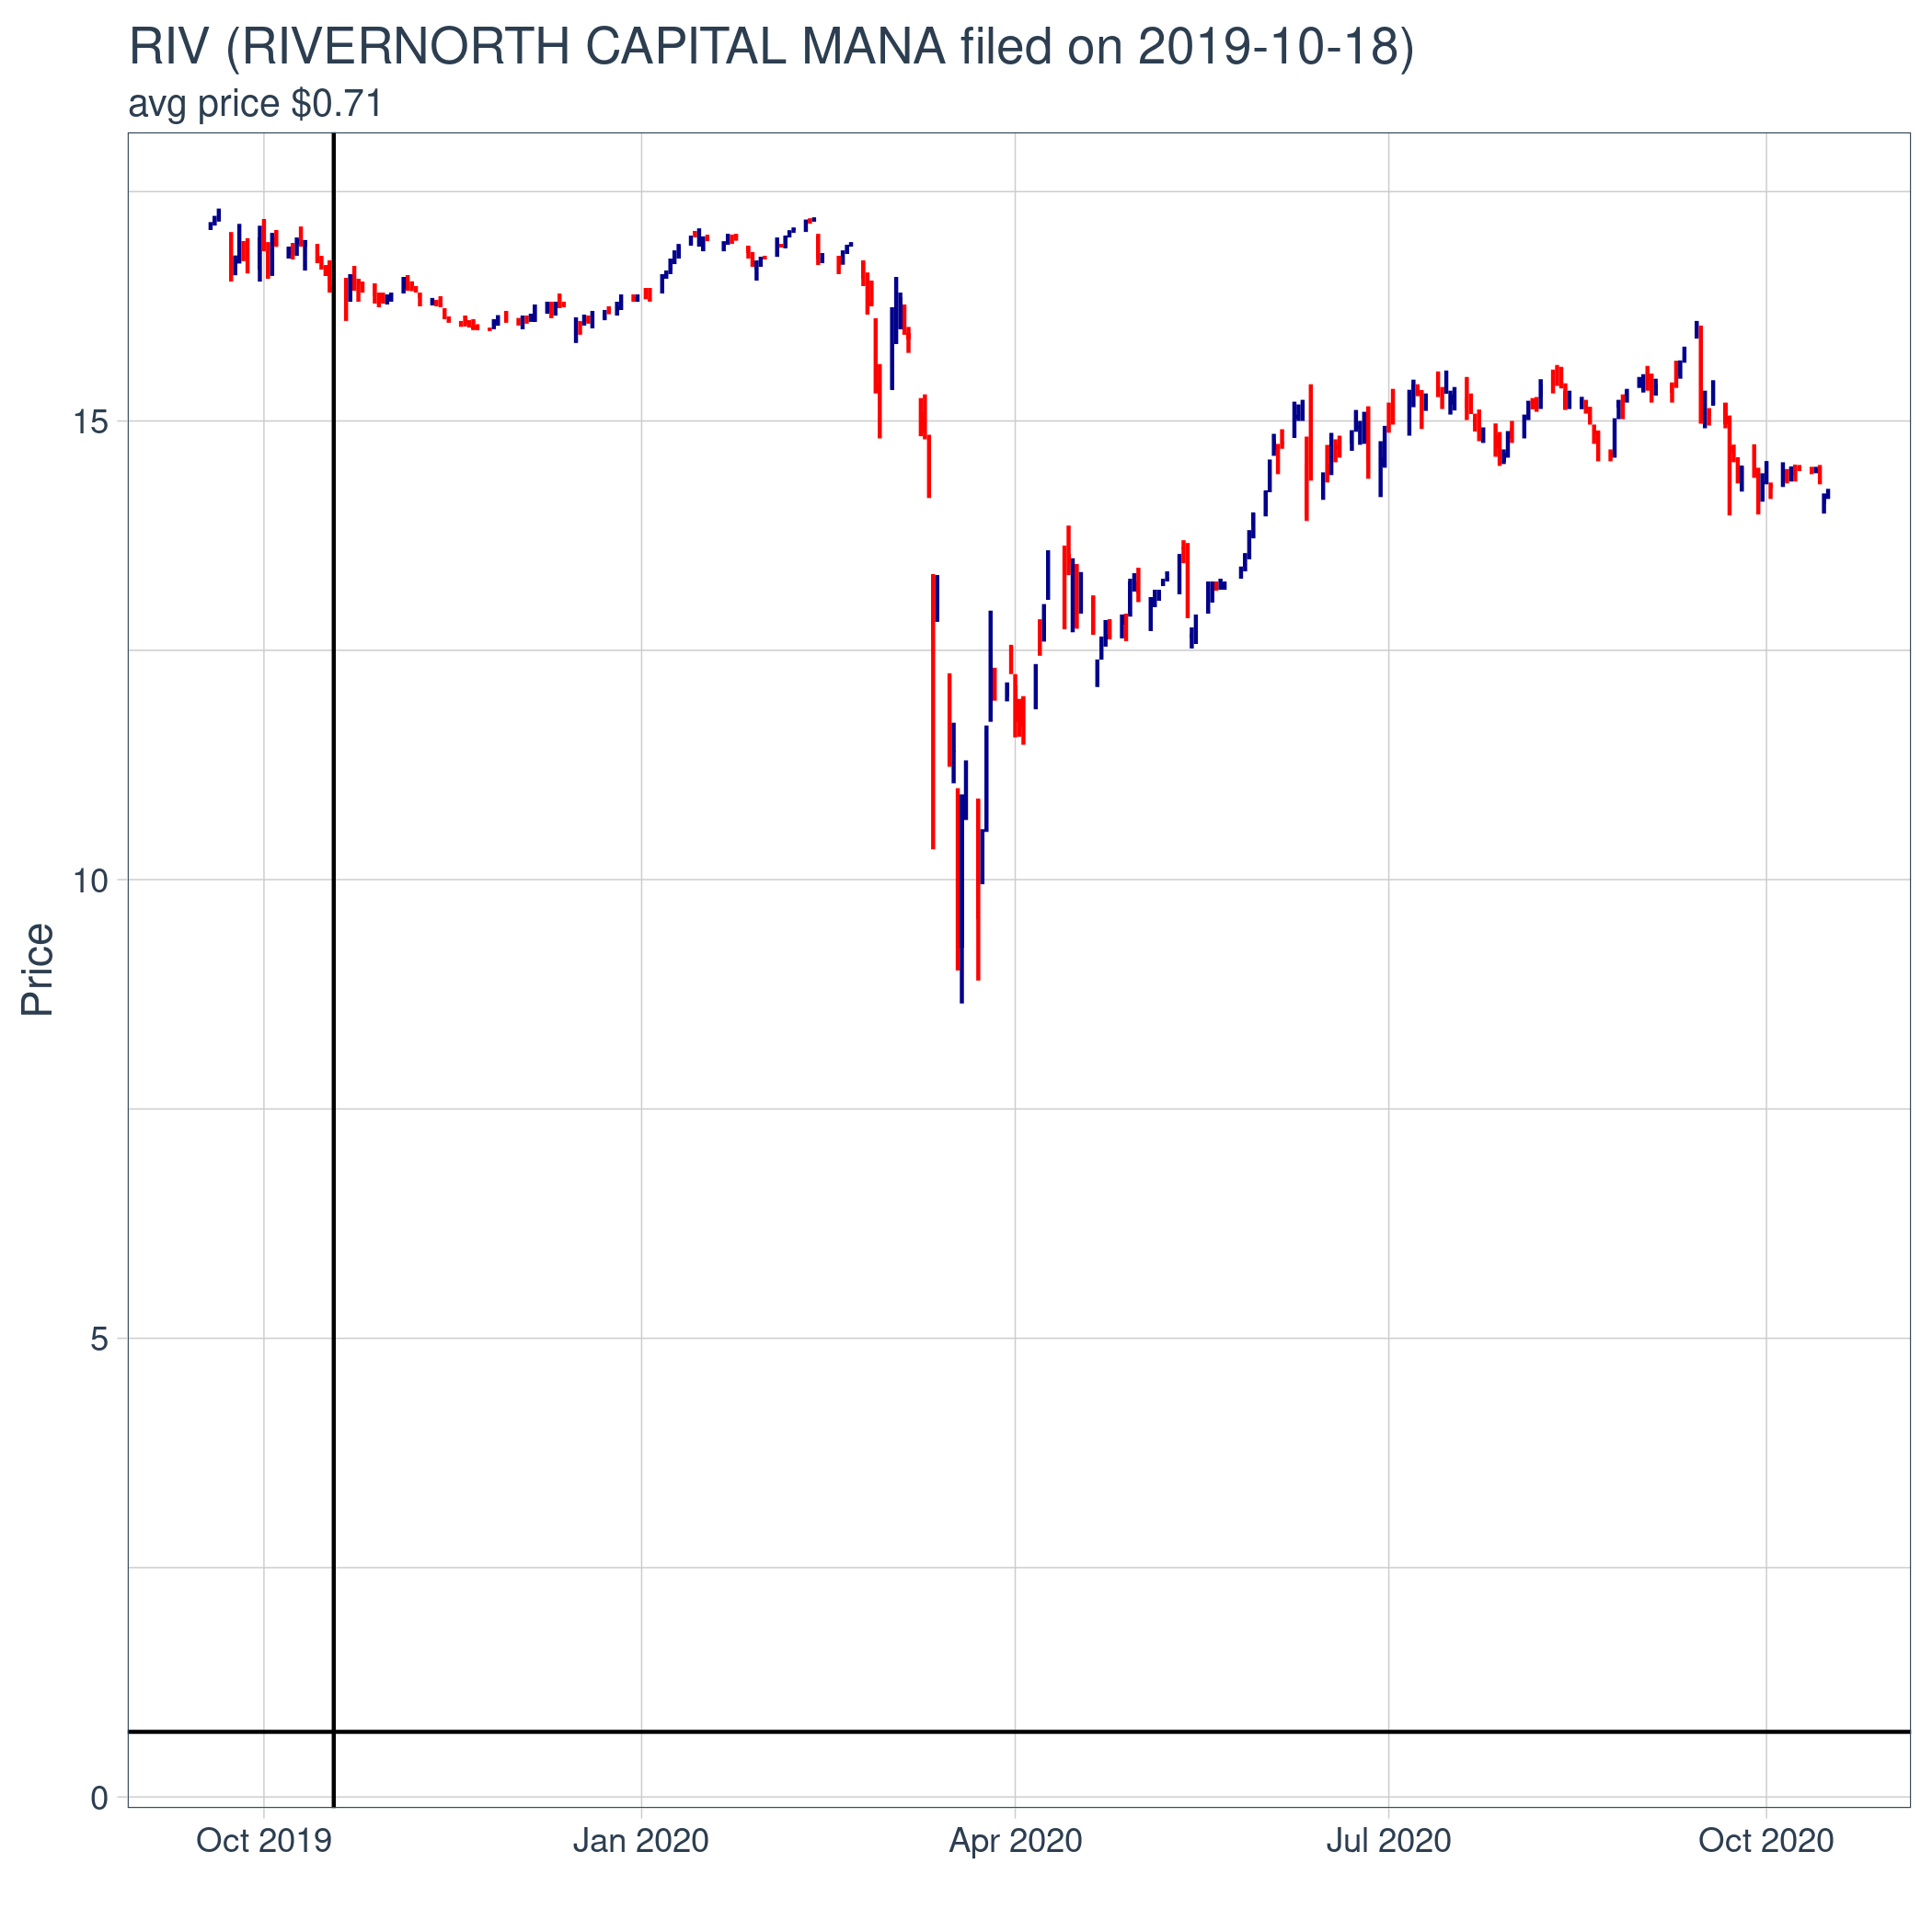 RIV (RIVERNORTH CAPITAL MANA filed on 2019-10-18)
avg price $0.71
Price
15
10
5
0
Oct 2019
Jan 2020
Apr 2020
Jul 2020
Oct 2020